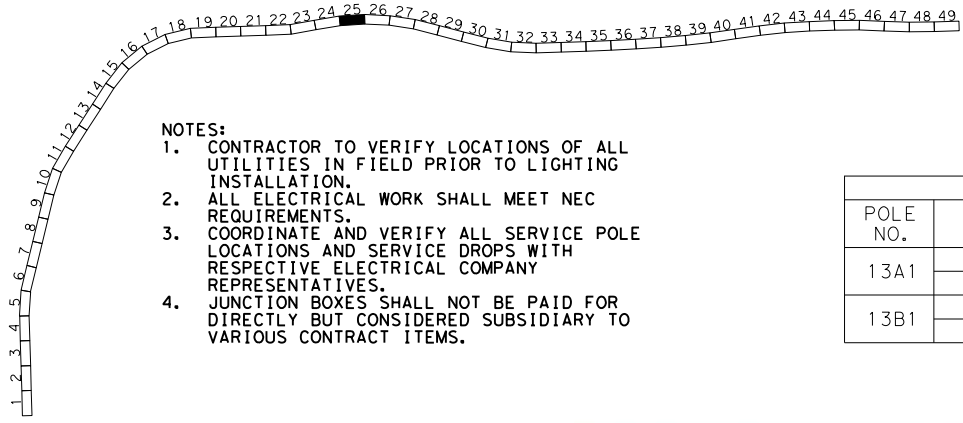 1 2 3 4 5 6 7 8 9 10 11 12 13 14 15 16 17 18 19 20 21 22 23 24 25 26 27 28 29 30 31 32 33 34 35 36 37 38 39 40 41 42 43 44 45 46 47 48 49
NOTES:
1. CONTRACTOR TO VERIFY LOCATIONS OF ALL
UTILITIES IN FIELD PRIOR TO LIGHTING
INSTALLATION.
2. ALL ELECTRICAL WORK SHALL MEET NEC
REQUIREMENTS.
3. COORDINATE AND VERIFY ALL SERVICE POLE
LOCATIONS AND SERVICE DROPS WITH
RESPECTIVE ELECTRICAL COMPANY
REPRESENTATIVES.
4. JUNCTION BOXES SHALL NOT BE PAID FOR
DIRECTLY BUT CONSIDERED SUBSIDIARY TO
VARIOUS CONTRACT ITEMS.
POLE
NO.
13A1
13B1